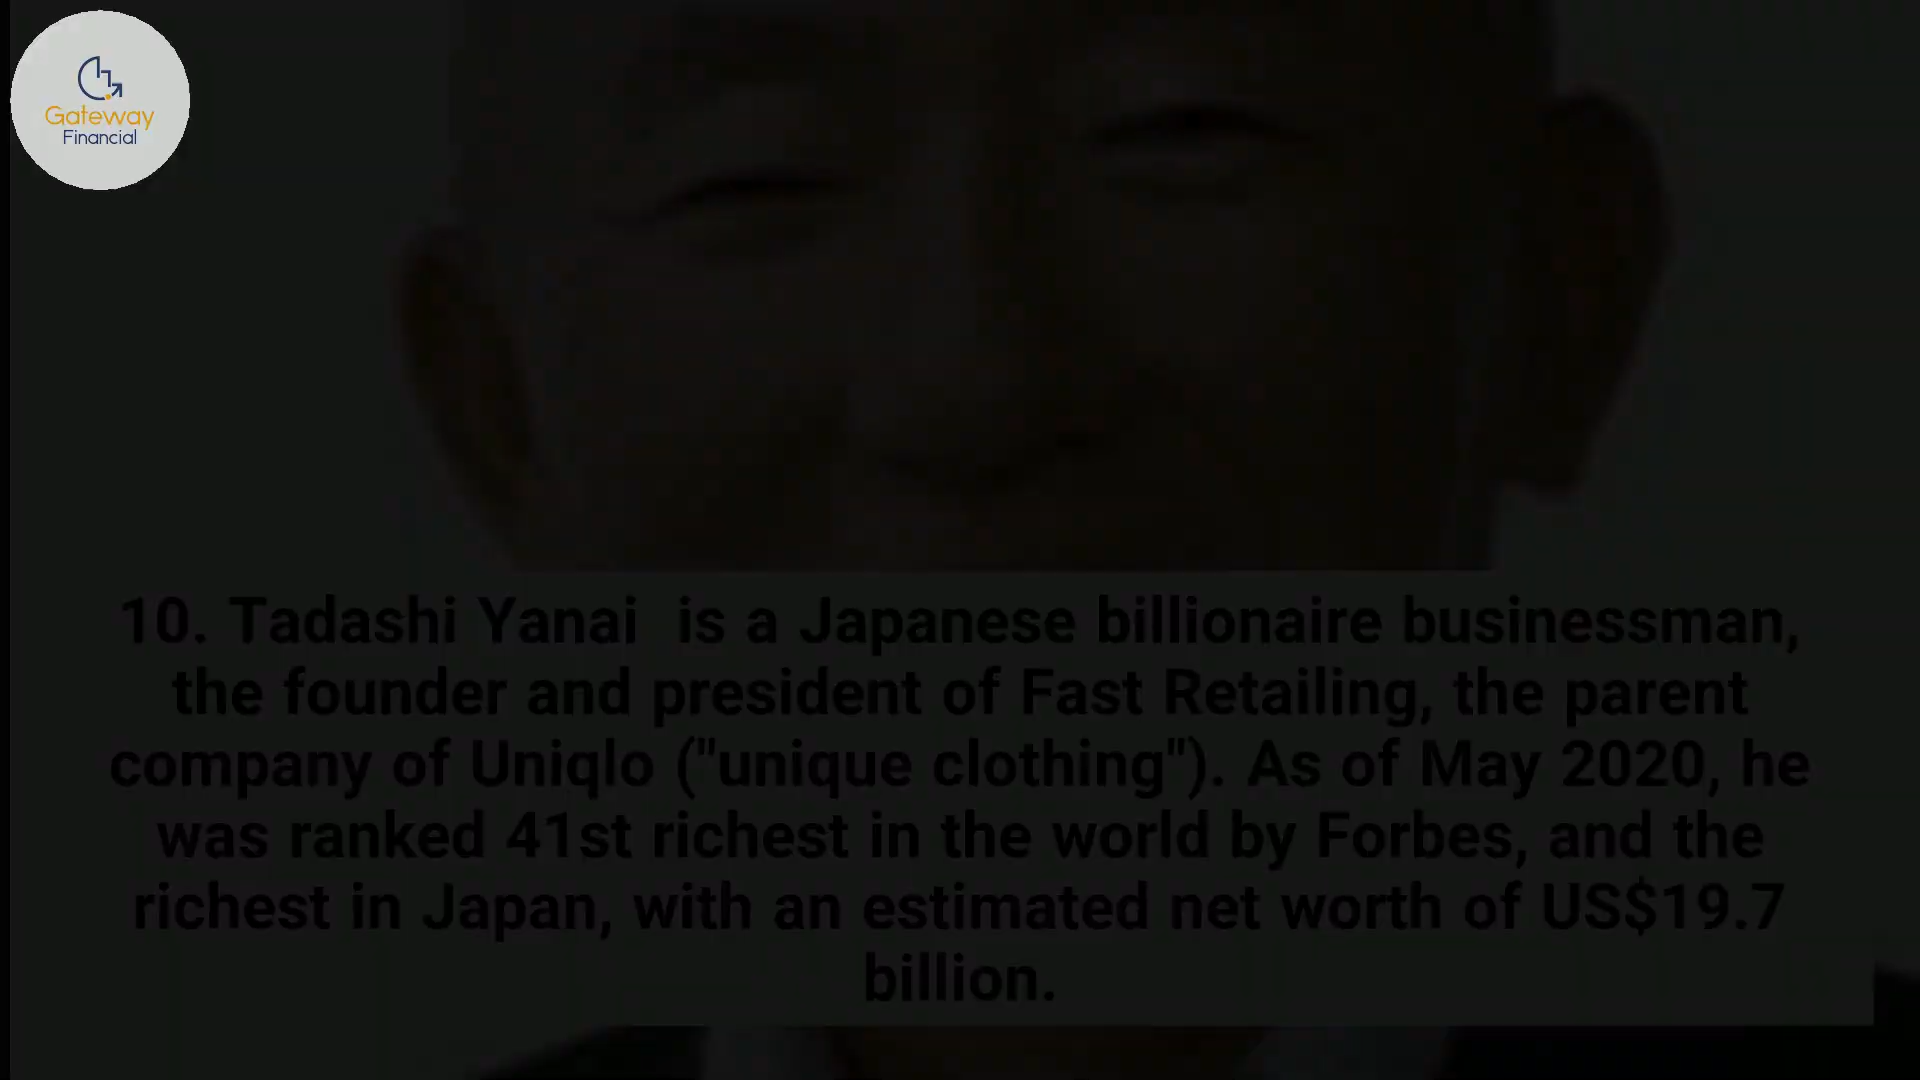 Gateway
Financial
10. Tadashi Yanai  is a Japanese billionaire businessman,
the founder and president of Fast Retailing, the parent
company of Uniqlo ("unique clothing"). As of May 2020, he
was ranked 41st richest in the world by Forbes, and the
richest in Japan, with an estimated net worth of US$19.7
billion.